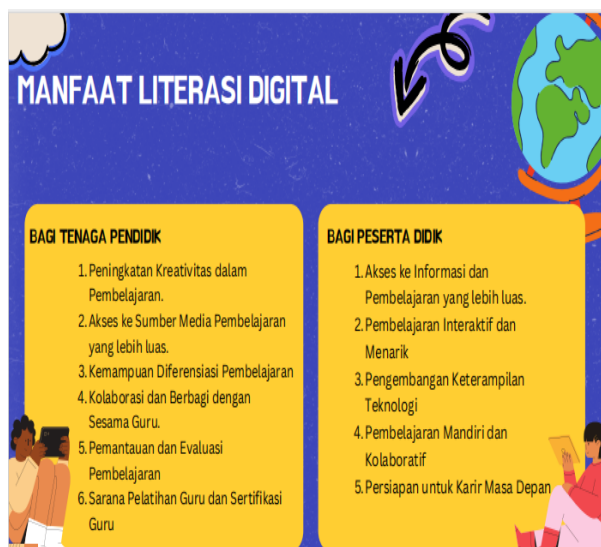 MANFAAT LITERASI DIGITAL
BAGI TENAGA PENDIDIK
1. Peningkatan Kreativitas dalam
Pembelajaran.
2. Akses ke Sumber Media Pembelajaran
yang lebih luas.
3. Kemampuan Diferensiasi Pembelajaran
4. Kolaborasi dan Berbagi dengan
Sesama Guru.
5. Pemantauan dan Evaluasi
Pembelajaran
6. Sarana Pelatihan Guru dan Sertifikasi
Guru
BAGI PESERTA DIDIK
1. Akses ke Informasi dan
Pembelajaran yang lebih luas.
2. Pembelajaran Interaktif dan
Menarik
3. Pengembangan Keterampilan
Teknologi
4. Pembelajaran Mandiri dan
Kolaboratif
5. Persiapan untuk Karir Masa Depan